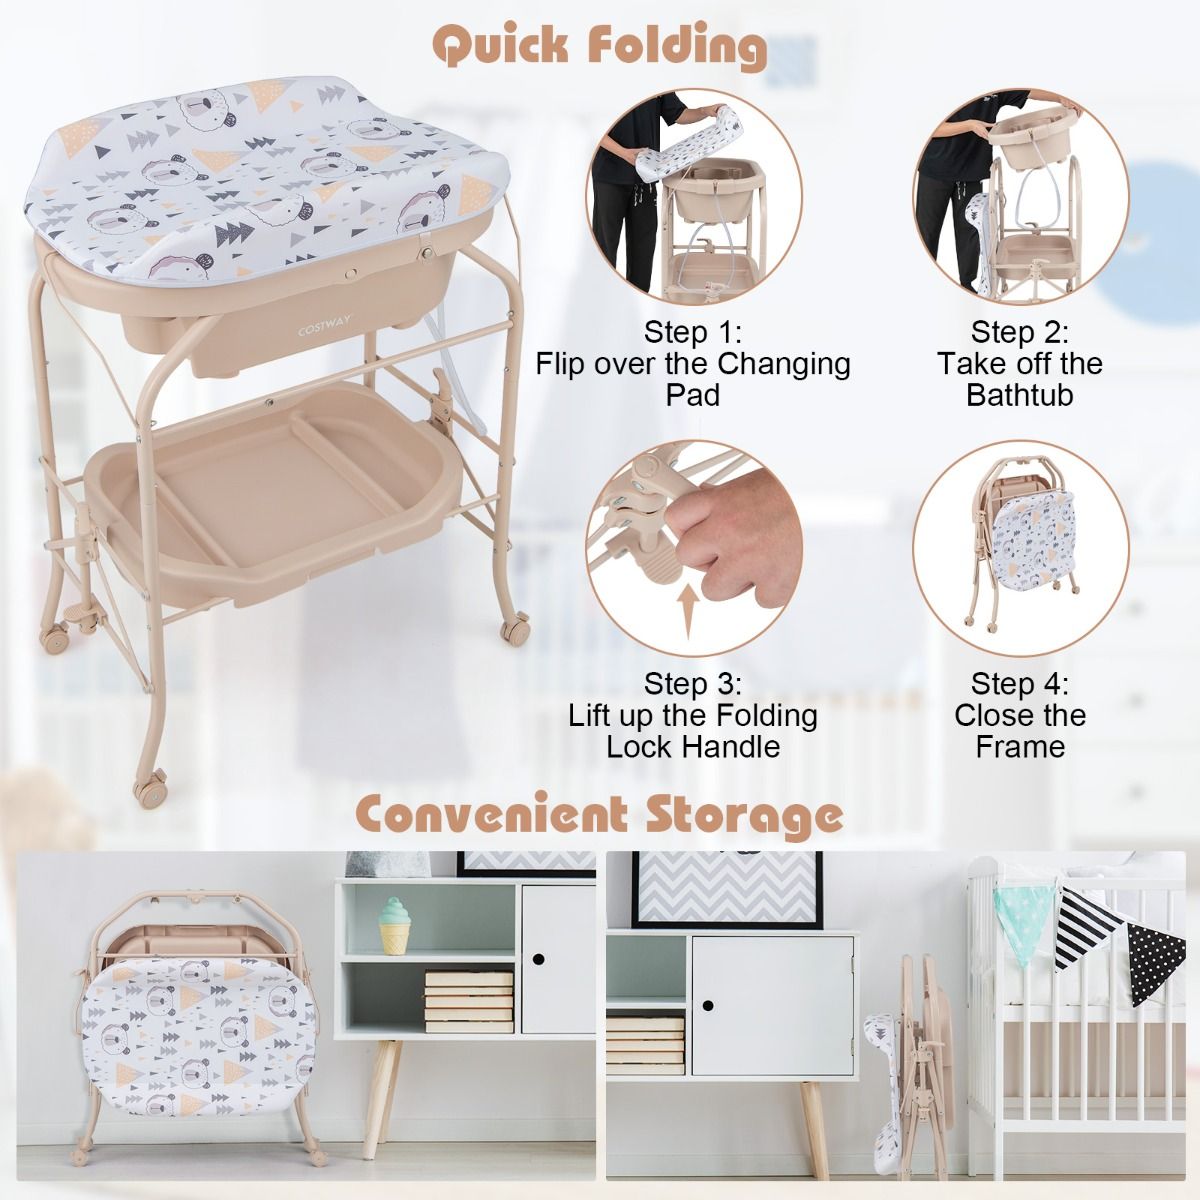 Quick Folding
COSTWAY
Step 1:
Flip over the Changing
Pad
Step 2:
Take off the
Bathtub
Step 3:
Lift up the Folding
Lock Handle
Step 4:
Close the
Frame
Convenient Storage